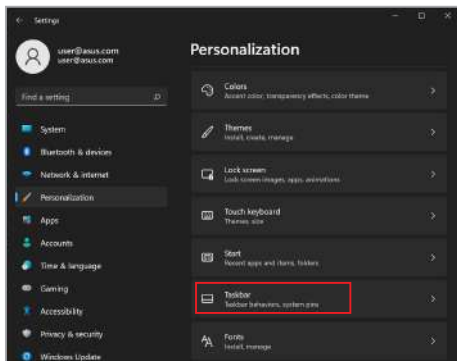 Settings
user@asus.com
user@asus.com
Find a setting
System
Bluetooth & devices
Network & internet
Personalization
Apps
Accounts
Time & language
Gaming
Accessibility
Privacy & security
Windows Update
Personalization
Colors
Accent color, transparency effects, color theme
Themes
Install, create, manage
Lock screen
Lock screen images, apps, animations
Touch keyboard
Themes, size
Start
Recent apps and items, folders
Taskbar
Taskbar behaviors, system pins
Fonts
Install, manage